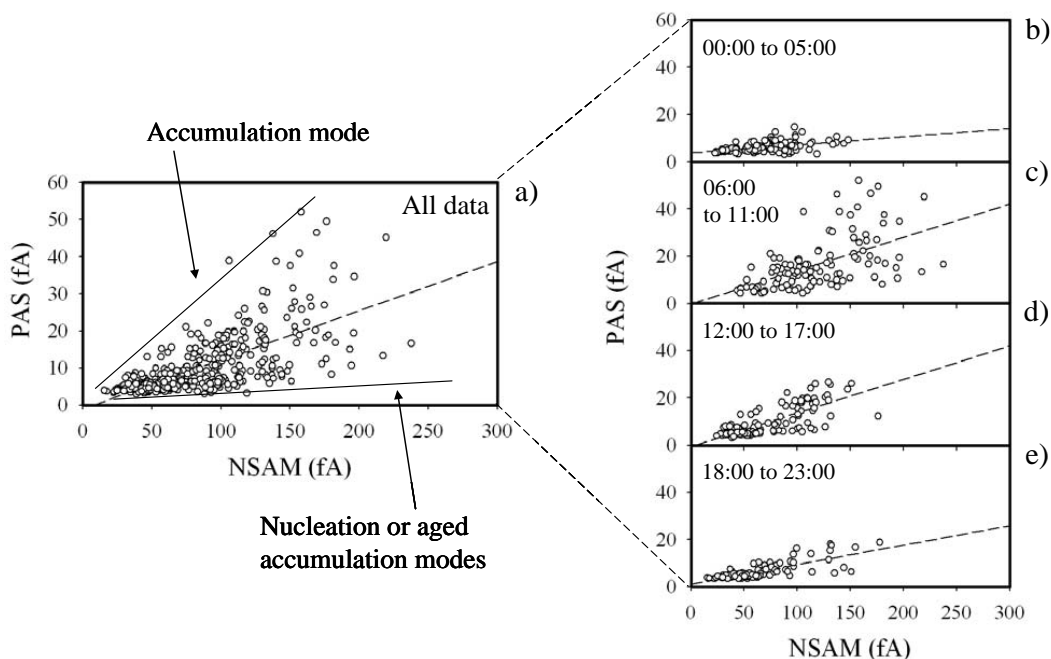 Accumulation mode
a)
All data
PAS (fA)
60
50
40
30
20
10
0
0 50 100 150 200 250 300
NSAM (fA)
Nucleation or aged
accumulation modes
b)
00:00 to 05:00
60
40
20
0
c)
06:00
to 11:00
40
20
0
PAS (fA)
d)
12:00 to 17:00
40
20
0
e)
18:00 to 23:00
40
20
0
0 50 100 150 200 250 300
NSAM (fA)